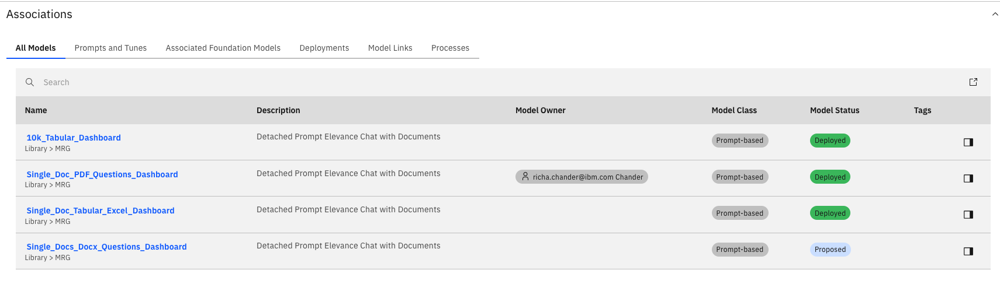 Associations
All Models Prompts and Tunes Associated Foundation Models Deployments Model Links Processes
Search
Name Description Model Owner Model Class Model Status Tags
10k_Tabular_Dashboard Detached Prompt Elevance Chat with Documents Prompt-based Deployed
Library > MRG
Single_Doc_PDF_Questions_Dashboard Detached Prompt Elevance Chat with Documents richa.chander@ibm.com Chander Prompt-based Deployed
Library > MRG
Single_Doc_Tabular_Excel_Dashboard Detached Prompt Elevance Chat with Documents Prompt-based Deployed
Library > MRG
Single_Docs_Docx_Questions_Dashboard Detached Prompt Elevance Chat with Documents Prompt-based Proposed
Library > MRG